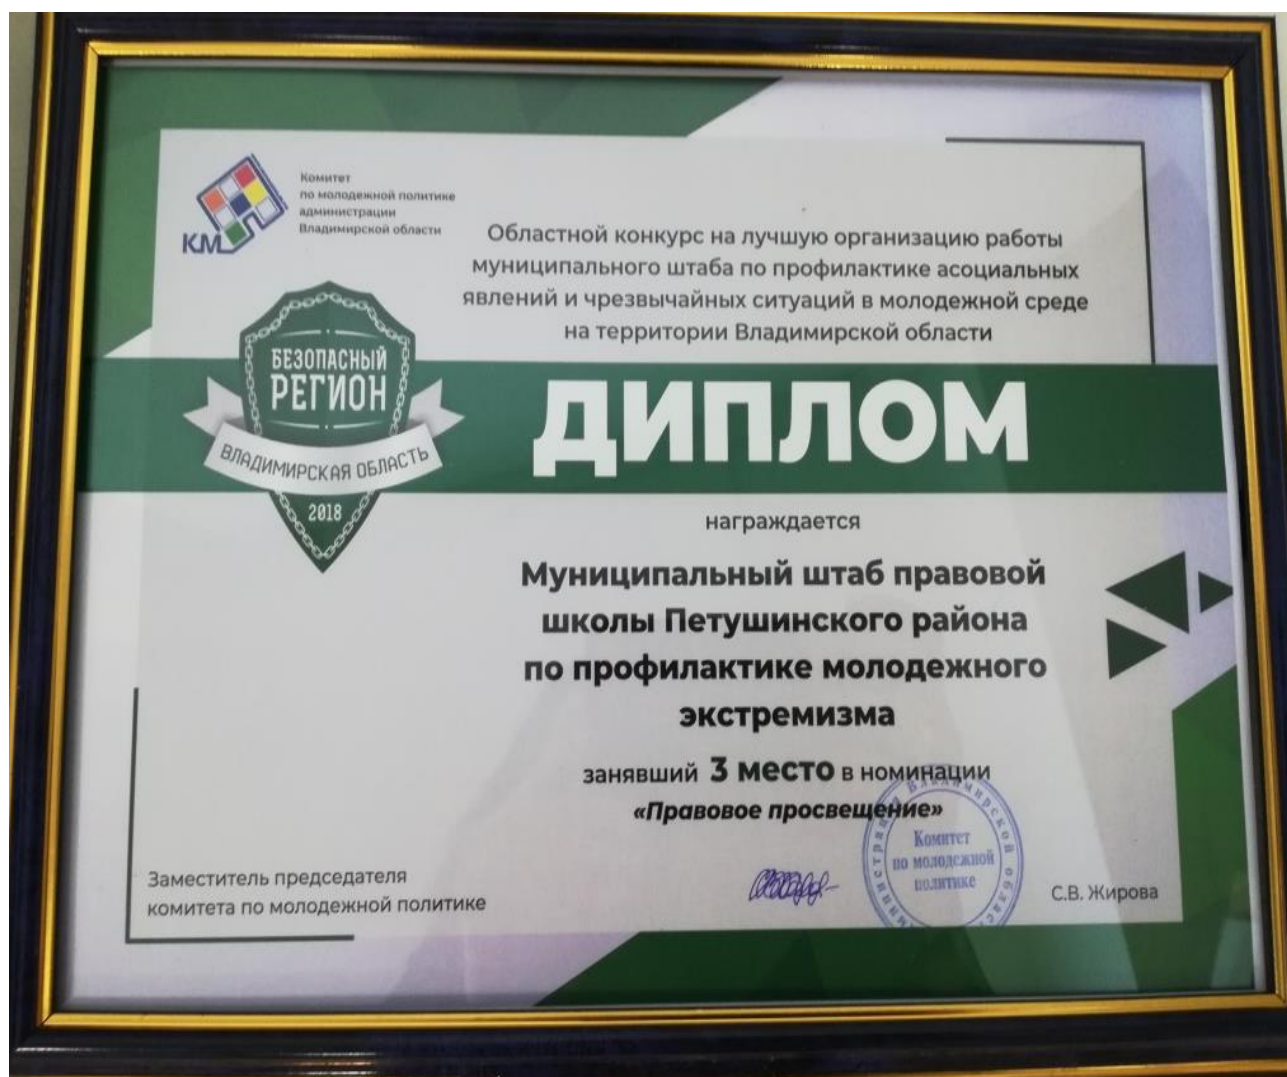 Комитет
по молодежной политике
администрации
Владимирской области
КМ
Областной конкурс на лучшую организацию работы
муниципального штаба по профилактике асоциальных
явлений и чрезвычайных ситуаций в молодежной среде
на территории Владимирской области
БЕЗОПАСНЫЙ
РЕГИОН
ВЛАДИМИРСКАЯ ОБЛАСТЬ
2018
ДИПЛОМ
награждается
Муниципальный штаб правовой
школы Петушинского района
по профилактике молодежного
экстремизма
занявший 3 место в номинации
«Правовое просвещение»
Владимирской
Комитет
по молодежной
политике
Заместитель председателя
комитета по молодежной политике
С.В. Жирова